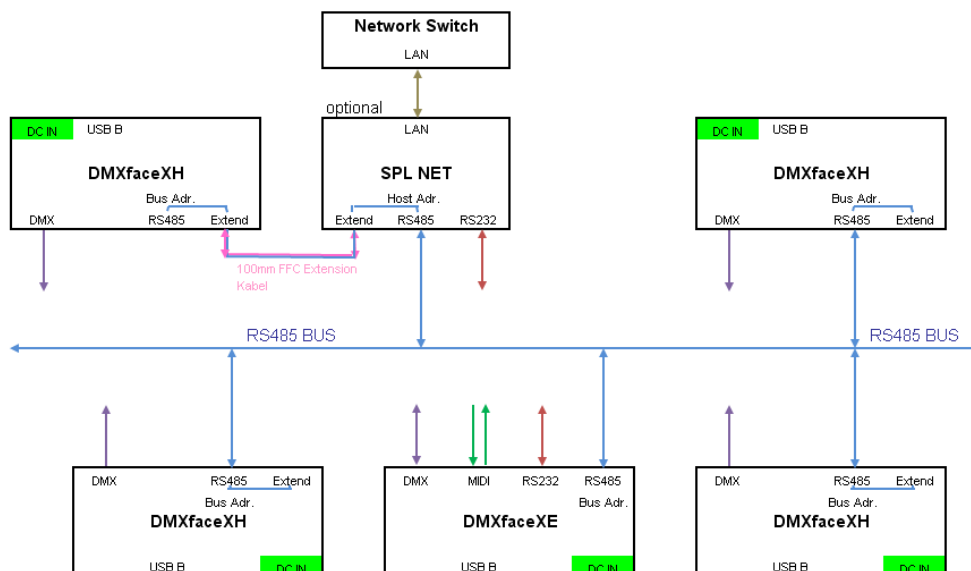 Network Switch
LAN
optional
DC IN USB B
DMXfaceXH
Bus Adr.
DMX RS485 Extend
LAN
SPL NET
Host Adr.
Extend RS485 RS232
DC IN USB B
DMXfaceXH
Bus Adr.
DMX RS485 Extend
100mm FFC Extension
Kabel
RS485 BUS
RS485 BUS
DMX RS485 Extend
Bus Adr.
DMXfaceXH
USB B DC IN
DMX MIDI RS232 RS485
Bus Adr.
DMXfaceXE
USB B DC IN
DMX RS485 Extend
Bus Adr.
DMXfaceXH
USB B DC IN